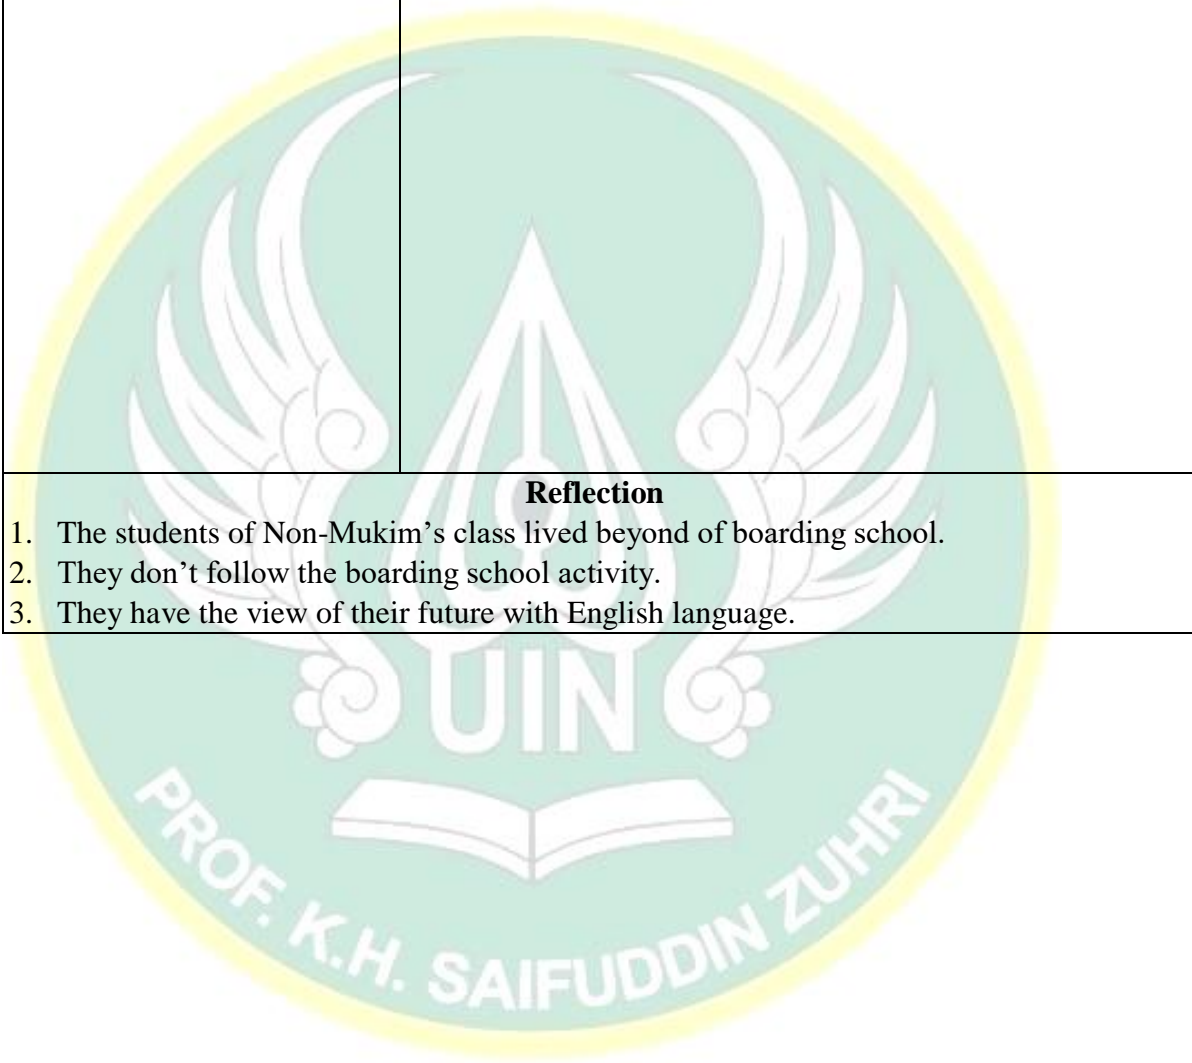 Reflection
1. The students of Non-Mukim’s class lived beyond of boarding school.
2. They don’t follow the boarding school activity.
3. They have the view of their future with English language.
UIN
PROF. K.H. SAIFUDDIN ZUHRI